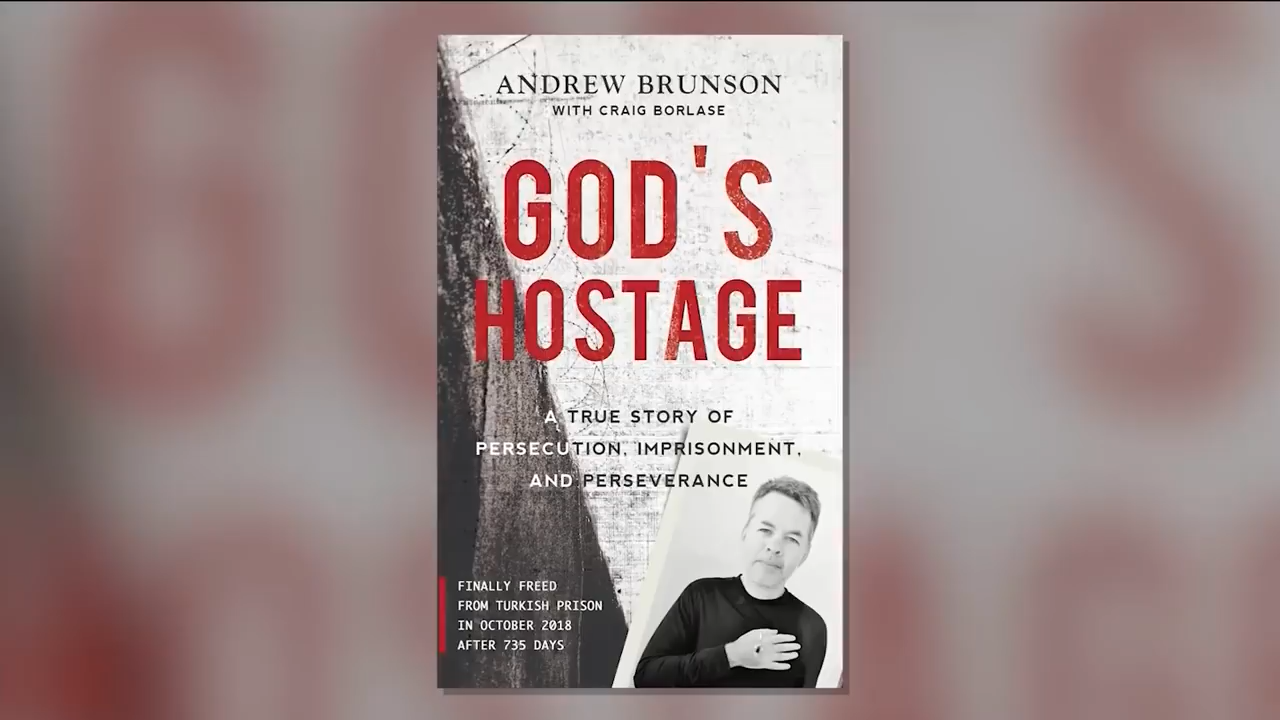 ANDREW BRUNSON
WITH CRAIG BORLASE
GOD'S
HOSTAGE
A TRUE STORY OF
PERSECUTION, IMPRISONMENT,
AND PERSEVERANCE
FINALLY FREED
FROM TURKISH PRISON
IN OCTOBER 2018
AFTER 735 DAYS